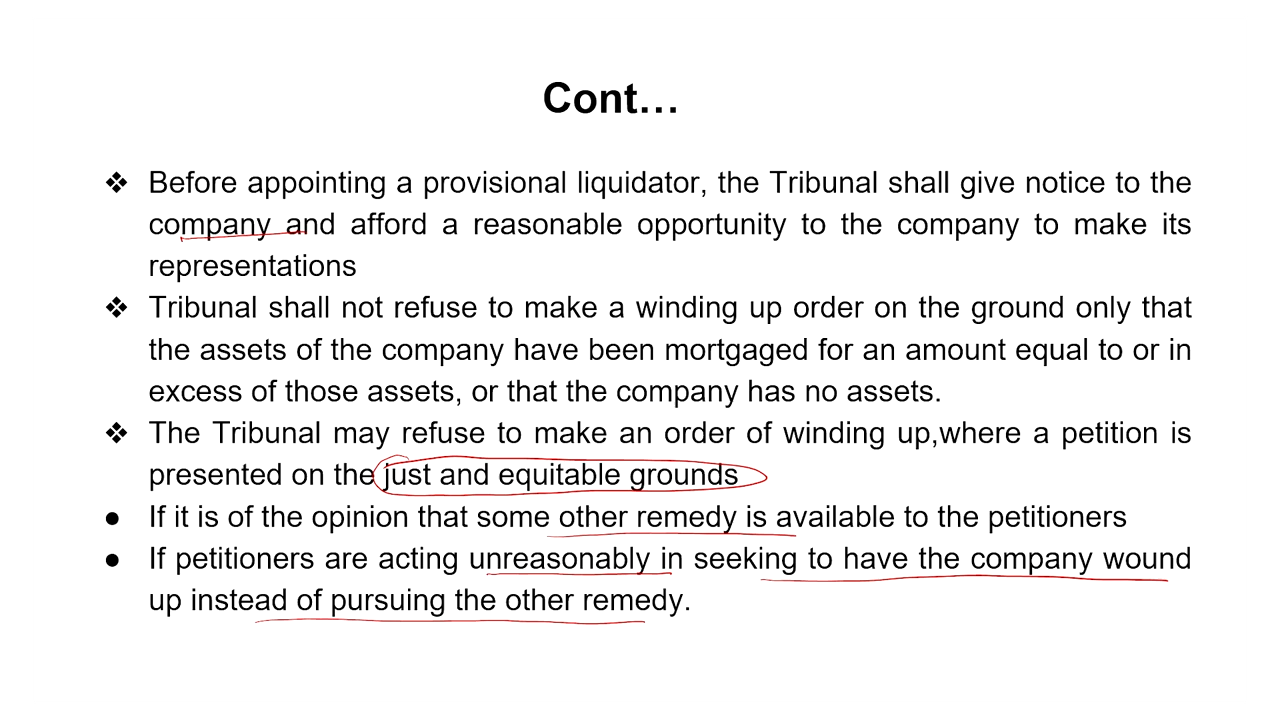 Cont…
❖ Before appointing a provisional liquidator, the Tribunal shall give notice to the
company and afford a reasonable opportunity to the company to make its
representations
❖ Tribunal shall not refuse to make a winding up order on the ground only that
the assets of the company have been mortgaged for an amount equal to or in
excess of those assets, or that the company has no assets.
❖ The Tribunal may refuse to make an order of winding up,where a petition is
presented on the just and equitable grounds
● If it is of the opinion that some other remedy is available to the petitioners
● If petitioners are acting unreasonably in seeking to have the company wound
up instead of pursuing the other remedy.